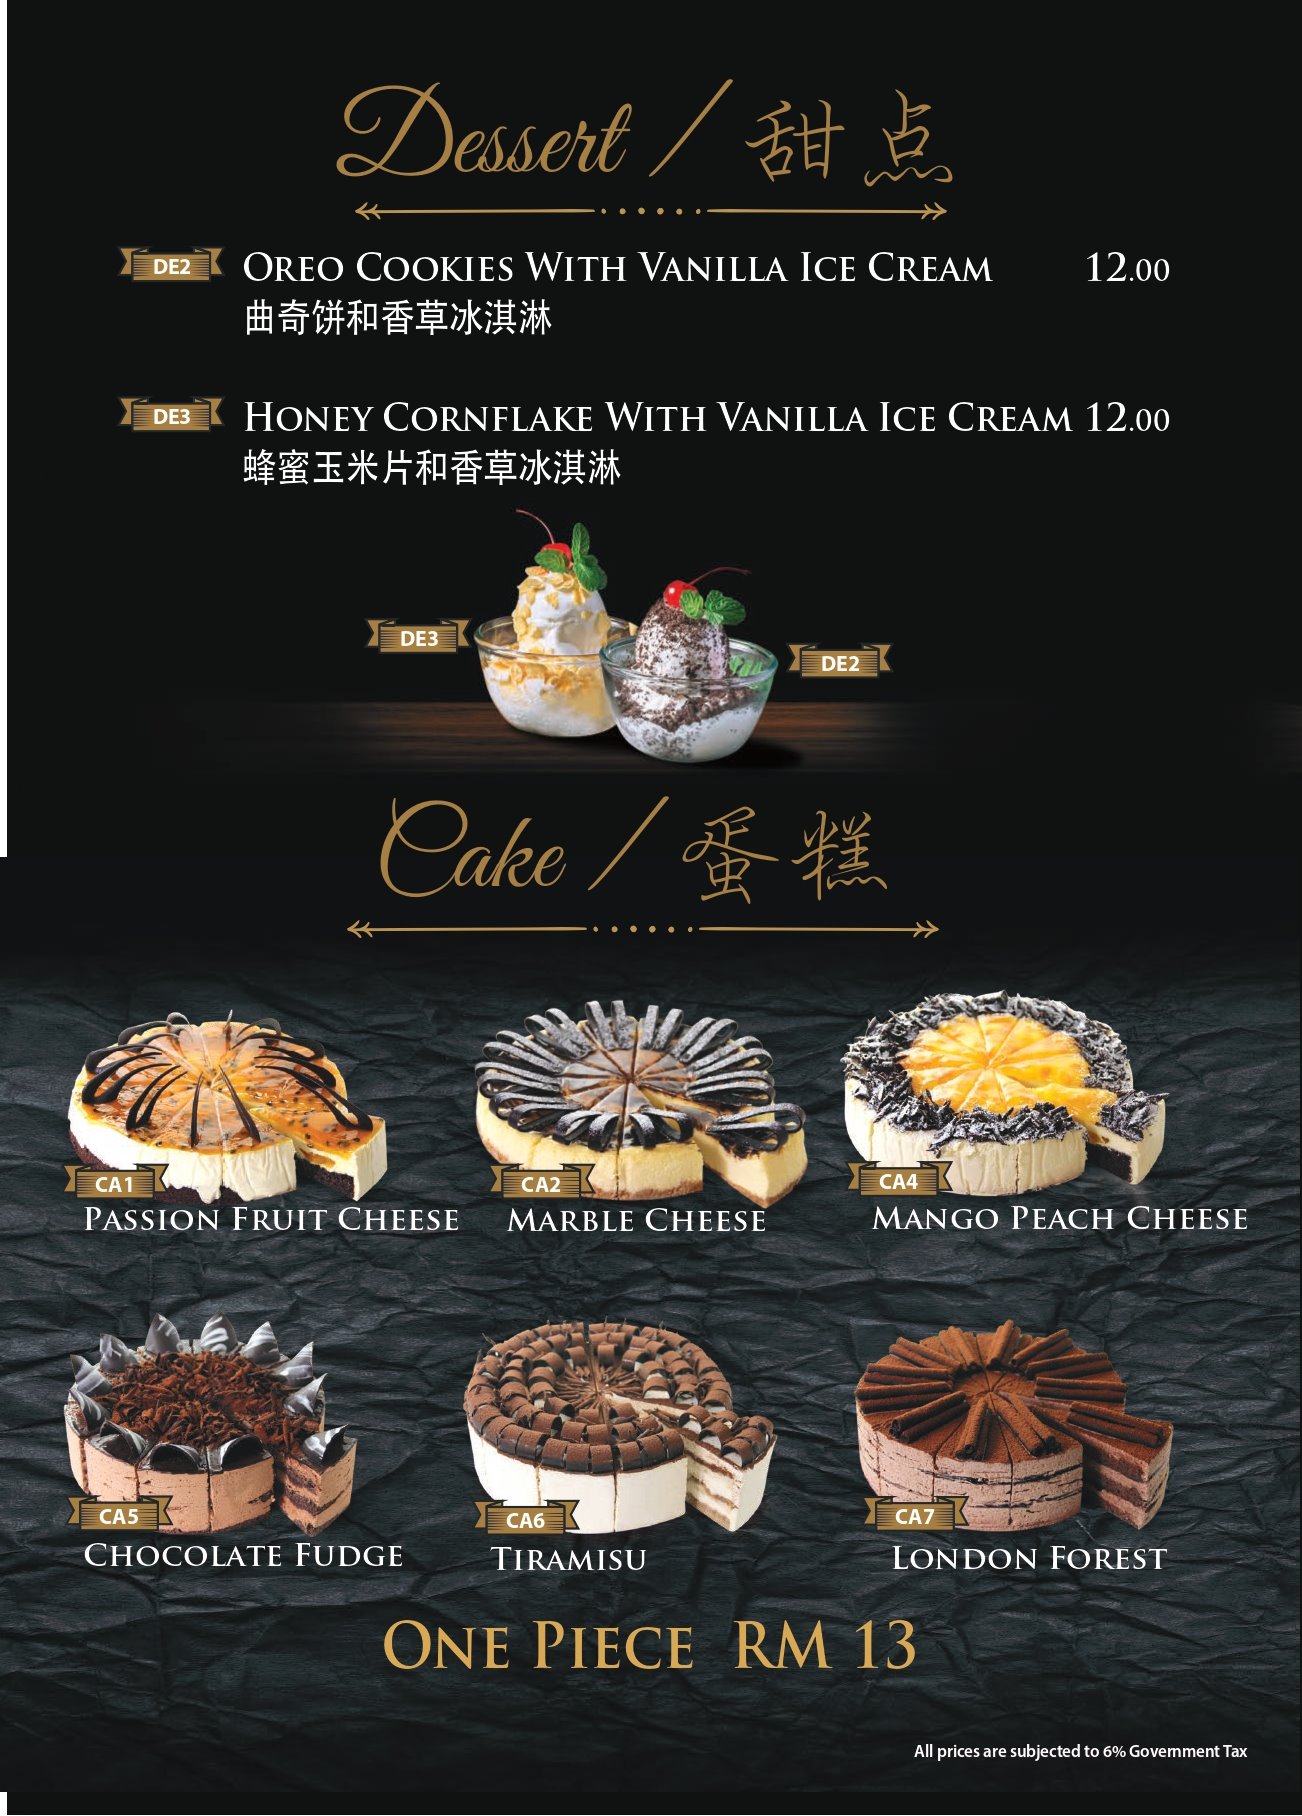 Dessert / 甜点
DE2 Oreo Cookies With Vanilla Ice Cream 12.00
曲奇饼和香草冰淇淋
DE3 Honey Cornflake With Vanilla Ice Cream 12.00
蜂蜜玉米片和香草冰淇淋
DE3
DE2
Cake / 蛋糕
CA1
Passion Fruit Cheese
CA2
Marble Cheese
CA4
Mango Peach Cheese
CA5
Chocolate Fudge
CA6
Tiramisu
CA7
London Forest
One Piece RM 13
All prices are subjected to 6% Government Tax